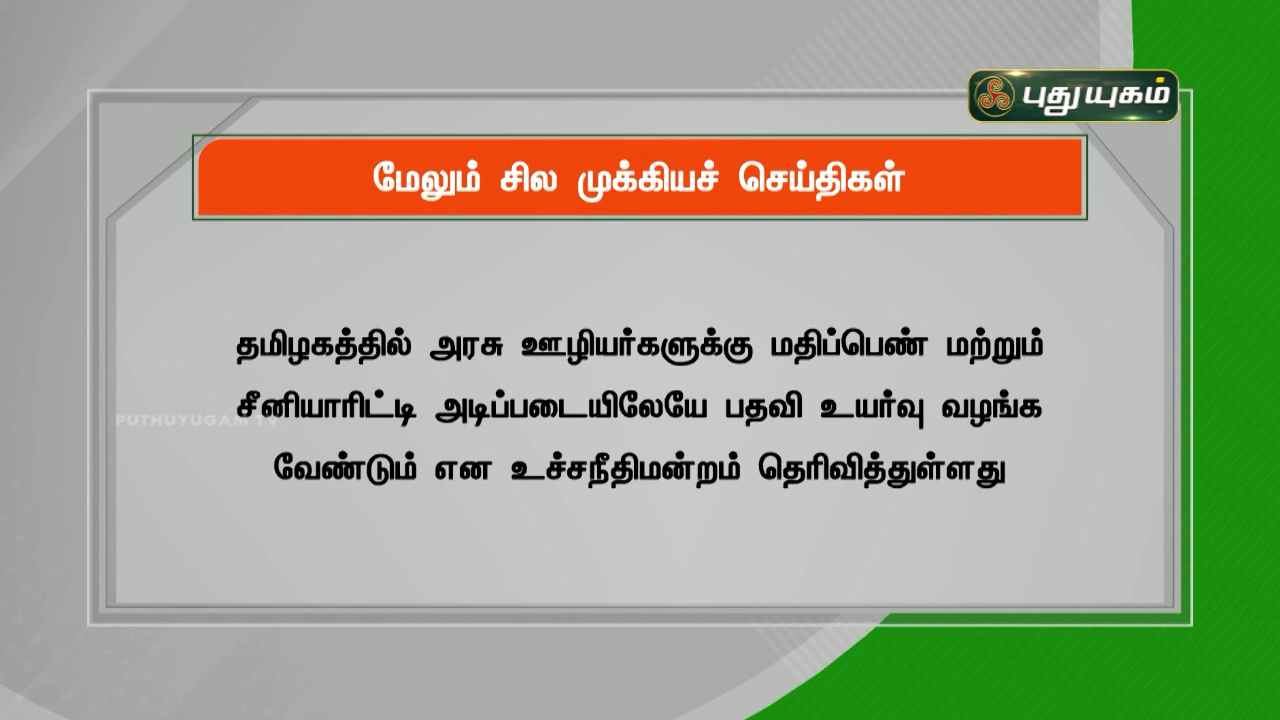 புதுயுகம்
மேலும் சில முக்கியச் செய்திகள்
தமிழகத்தில் அரசு ஊழியர்களுக்கு மதிப்பெண் மற்றும்
சீனியாரிட்டி அடிப்படையிலேயே பதவி உயர்வு வழங்க
வேண்டும் என உச்சநீதிமன்றம் தெரிவித்துள்ளது
PUTHUYUGAM TV